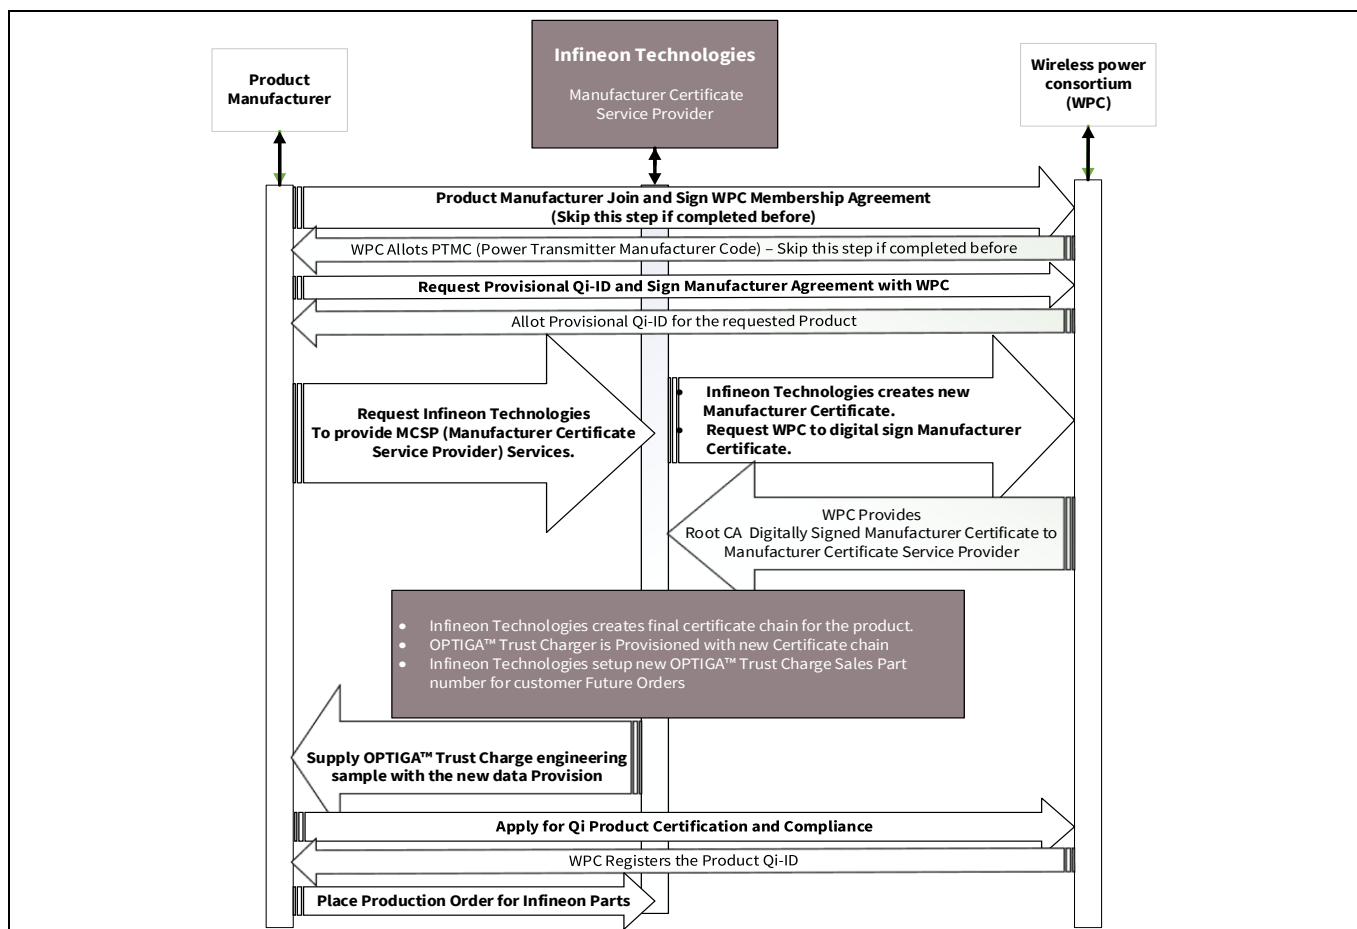 Infineon Technologies
Manufacturer Certificate
Service Provider
Product
Manufacturer
Wireless power
consortium
(WPC)
Product Manufacturer Join and Sign WPC Membership Agreement
(Skip this step if completed before)
WPC Allots PTMC (Power Transmitter Manufacturer Code) – Skip this step if completed before
Request Provisional Qi-ID and Sign Manufacturer Agreement with WPC
Allot Provisional Qi-ID for the requested Product
Request Infineon Technologies
To provide MCSP (Manufacturer Certificate
Service Provider) Services.
• Infineon Technologies creates new
Manufacturer Certificate.
• Request WPC to digital sign Manufacturer
Certificate.
WPC Provides
Root CA Digitally Signed Manufacturer Certificate to
Manufacturer Certificate Service Provider
• Infineon Technologies creates final certificate chain for the product.
• OPTIGA™ Trust Charger is Provisioned with new Certificate chain
• Infineon Technologies setup new OPTIGA™ Trust Charge Sales Part
number for customer Future Orders
Supply OPTIGA™ Trust Charge engineering
sample with the new data Provision
Apply for Qi Product Certification and Compliance
WPC Registers the Product Qi-ID
Place Production Order for Infineon Parts